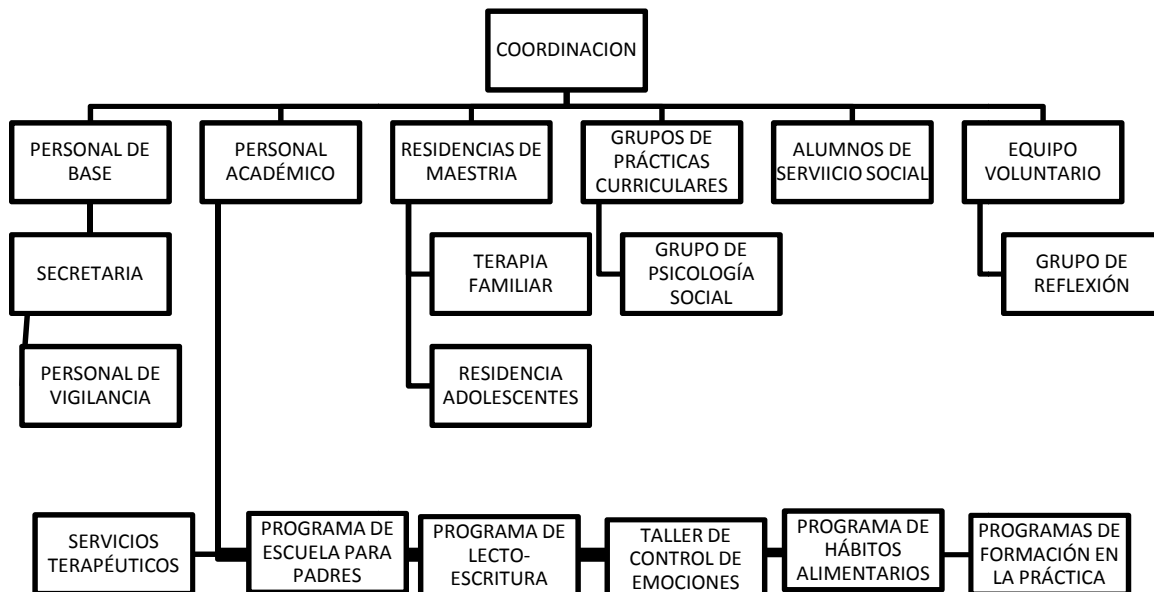 COORDINACION
PERSONAL DE
BASE
PERSONAL
ACADÉMICO
RESIDENCIAS DE
MAESTRIA
GRUPOS DE
PRÁCTICAS
CURRICULARES
ALUMNOS DE
SERVIICIO SOCIAL
EQUIPO
VOLUNTARIO
SECRETARIA
TERAPIA
FAMILIAR
GRUPO DE
PSICOLOGÍA
SOCIAL
GRUPO DE
REFLEXIÓN
PERSONAL DE
VIGILANCIA
RESIDENCIA
ADOLESCENTES
SERVICIOS
TERAPÉUTICOS
PROGRAMA DE
ESCUELA PARA
PADRES
PROGRAMA DE
LECTO-
ESCRITURA
TALLER DE
CONTROL DE
EMOCIONES
PROGRAMA DE
HÁBITOS
ALIMENTARIOS
PROGRAMAS DE
FORMACIÓN EN
LA PRÁCTICA